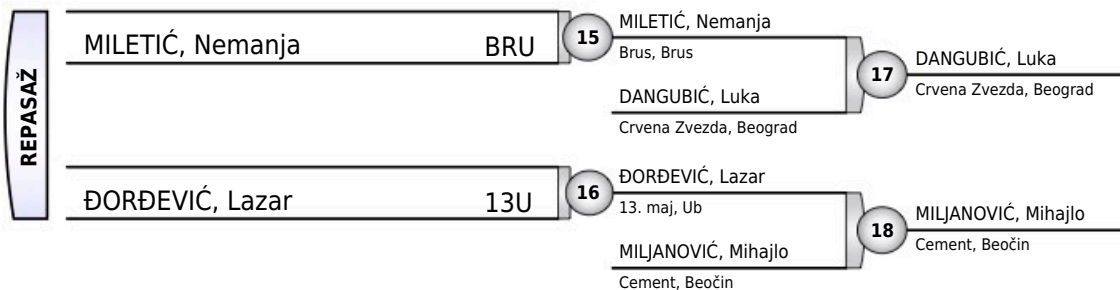 REPASAŽ
MILETIĆ, Nemanja BRU
15
MILETIĆ, Nemanja
Brus, Brus
DANGUBIĆ, Luka
Crvena Zvezda, Beograd
17
DANGUBIĆ, Luka
Crvena Zvezda, Beograd
ĐORĐEVIĆ, Lazar 13U
16
ĐORĐEVIĆ, Lazar
13. maj, Ub
MILJANOVIĆ, Mihajlo
Cement, Beočin
18
MILJANOVIĆ, Mihajlo
Cement, Beočin